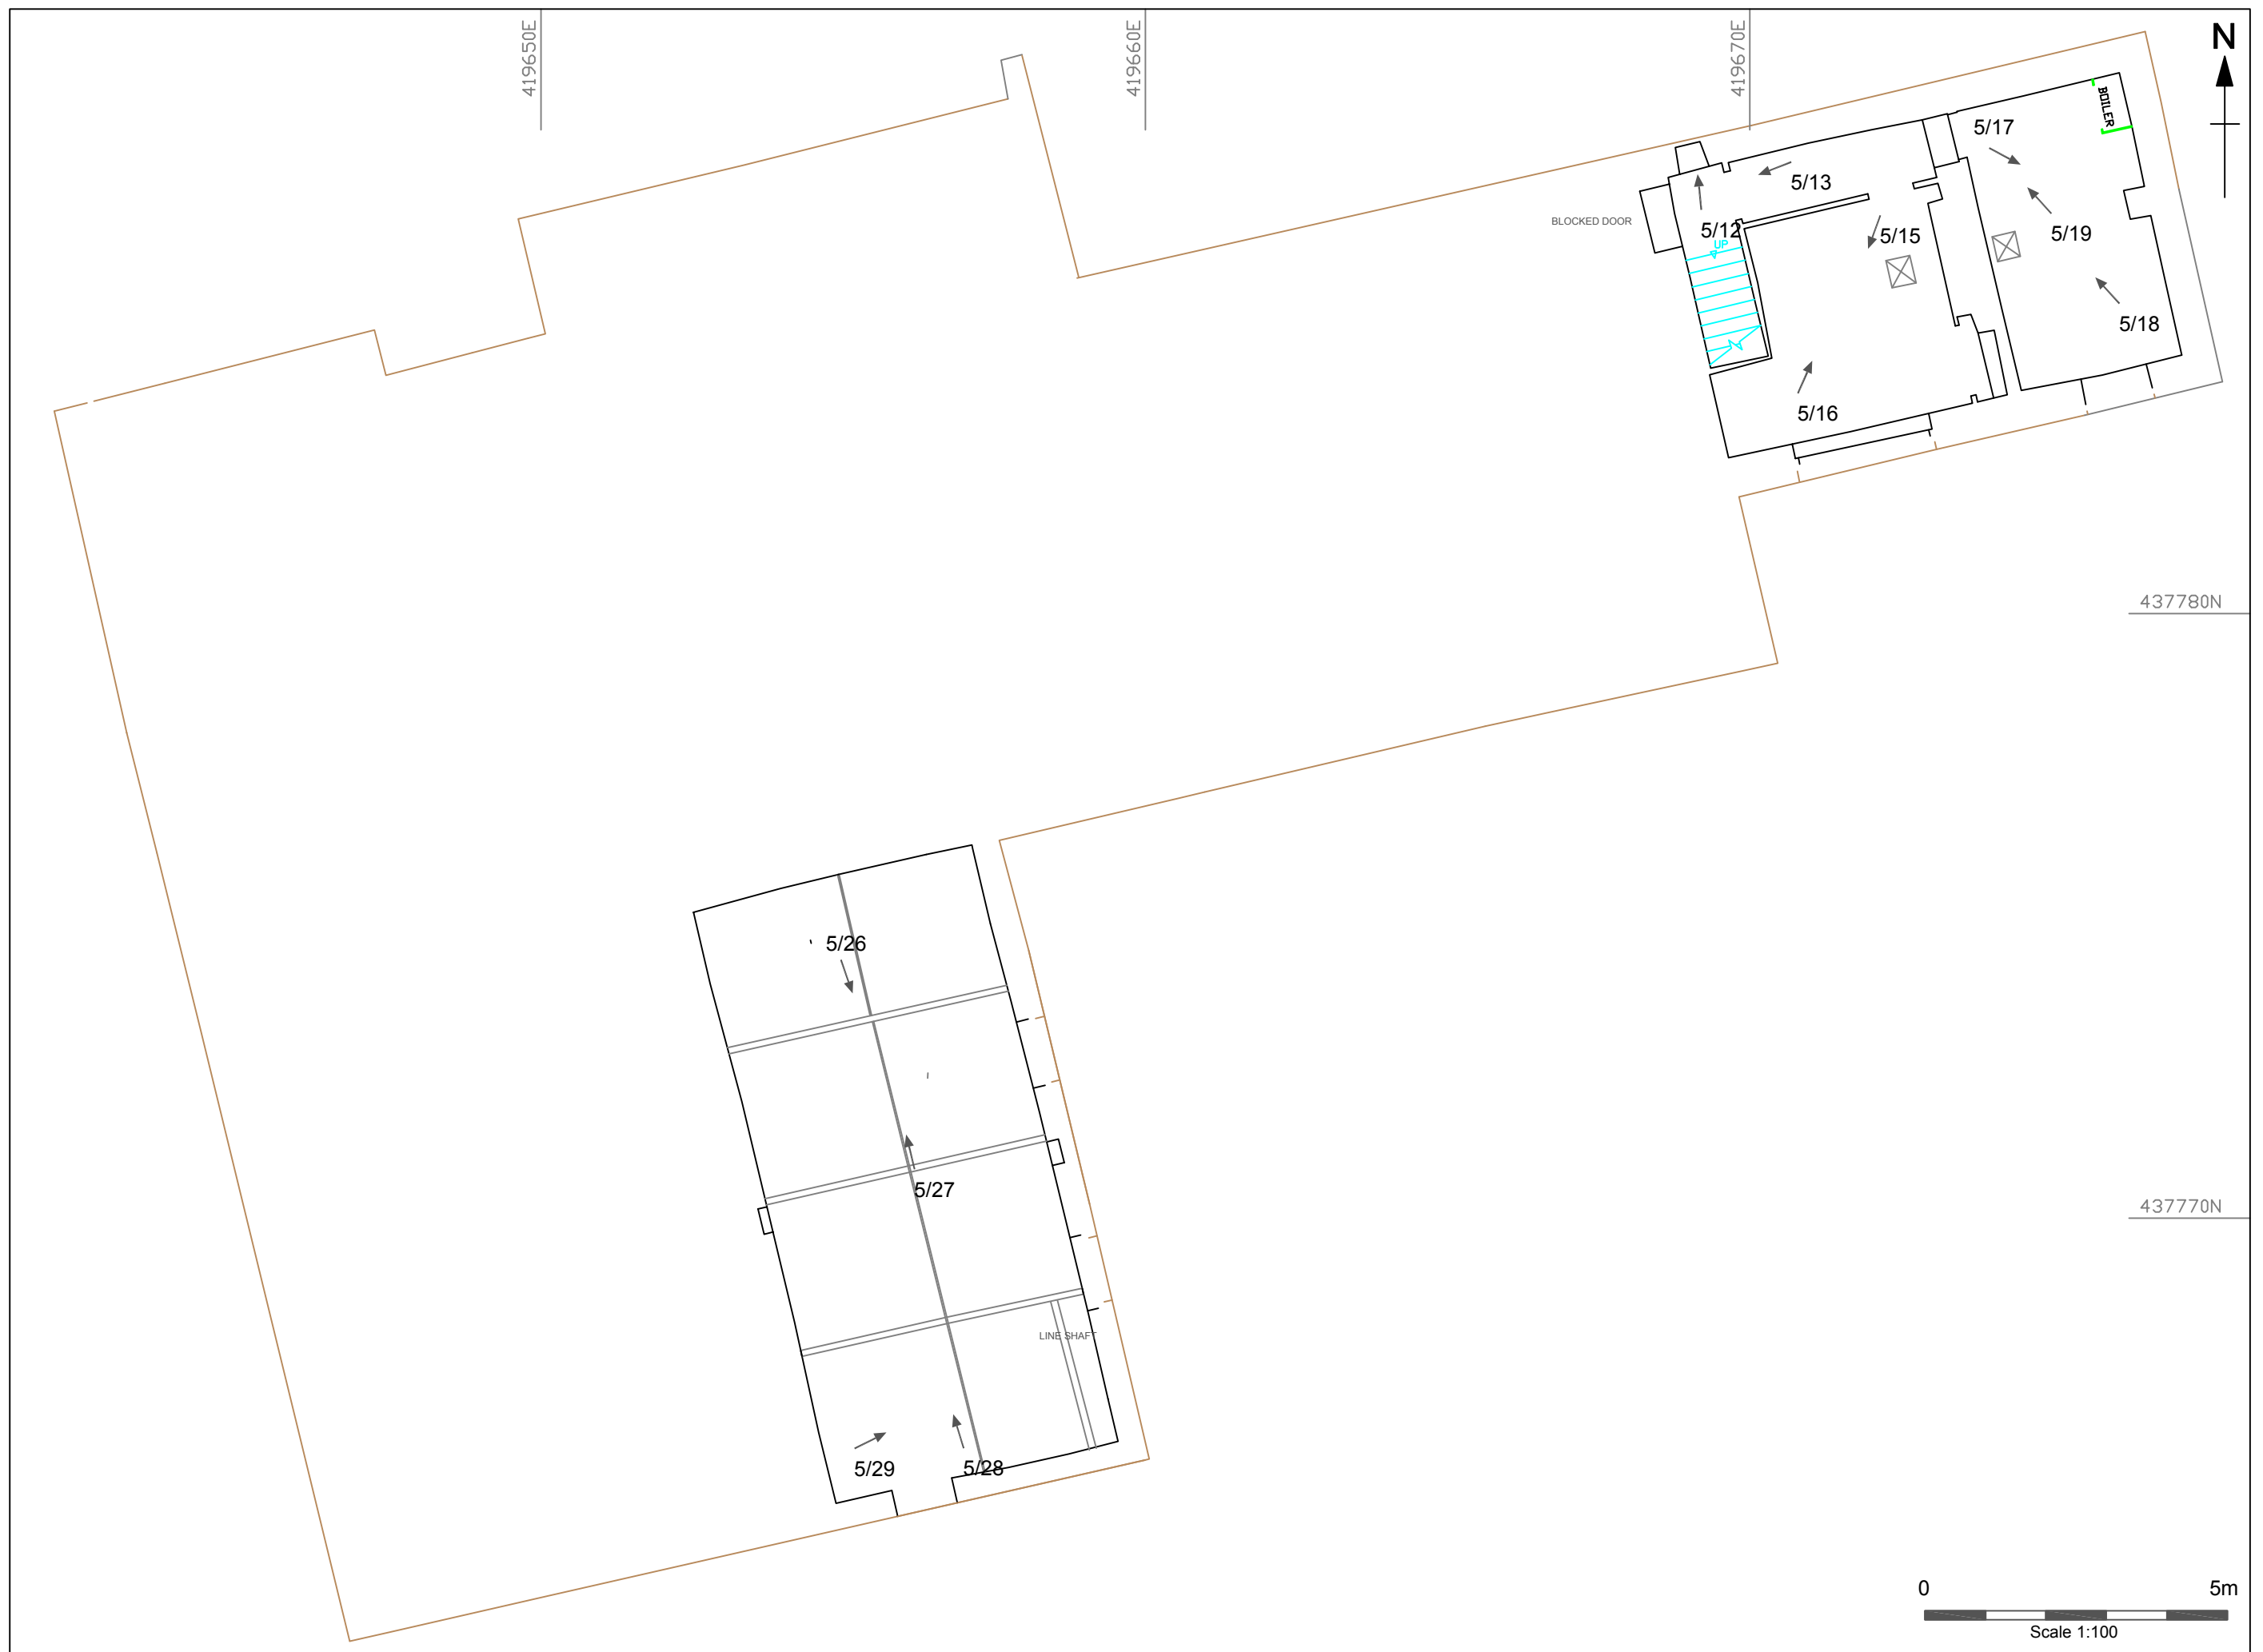 419650E
419660E
419670E
N
BOILER
5/17
5/13
BLOCKED DOOR
5/12
UP
5/15
5/19
5/18
5/16
437780N
5/26
5/27
437770N
LINE SHAFT
5/29
5/28
0
5m
Scale 1:100